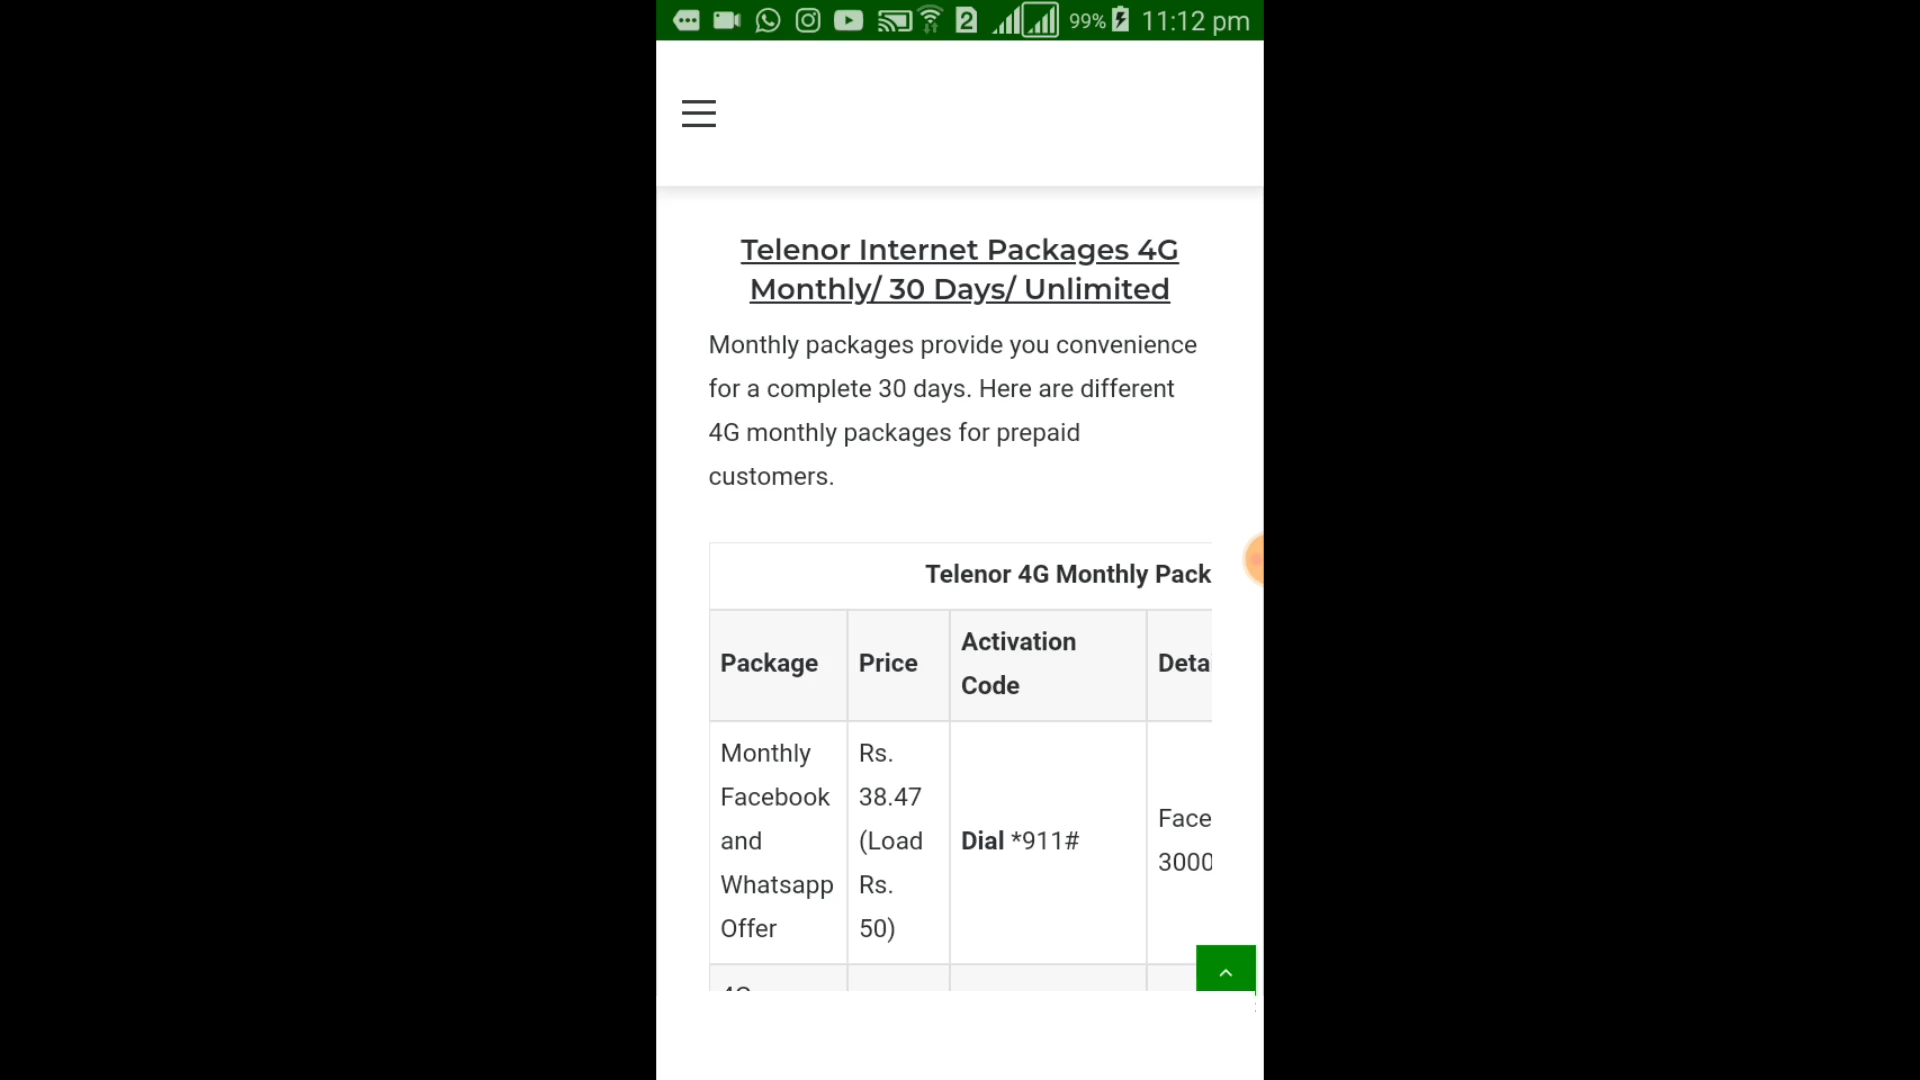 2 99% 11:12 pm
Telenor Internet Packages 4G
Monthly/ 30 Days/ Unlimited
Monthly packages provide you convenience
for a complete 30 days. Here are different
4G monthly packages for prepaid
customers.
Telenor 4G Monthly Pack
Package
Price
Activation
Code
Deta
Monthly
Facebook
and
Whatsapp
Offer
Rs.
38.47
(Load
Rs.
50)
Dial *911#
Face
3000